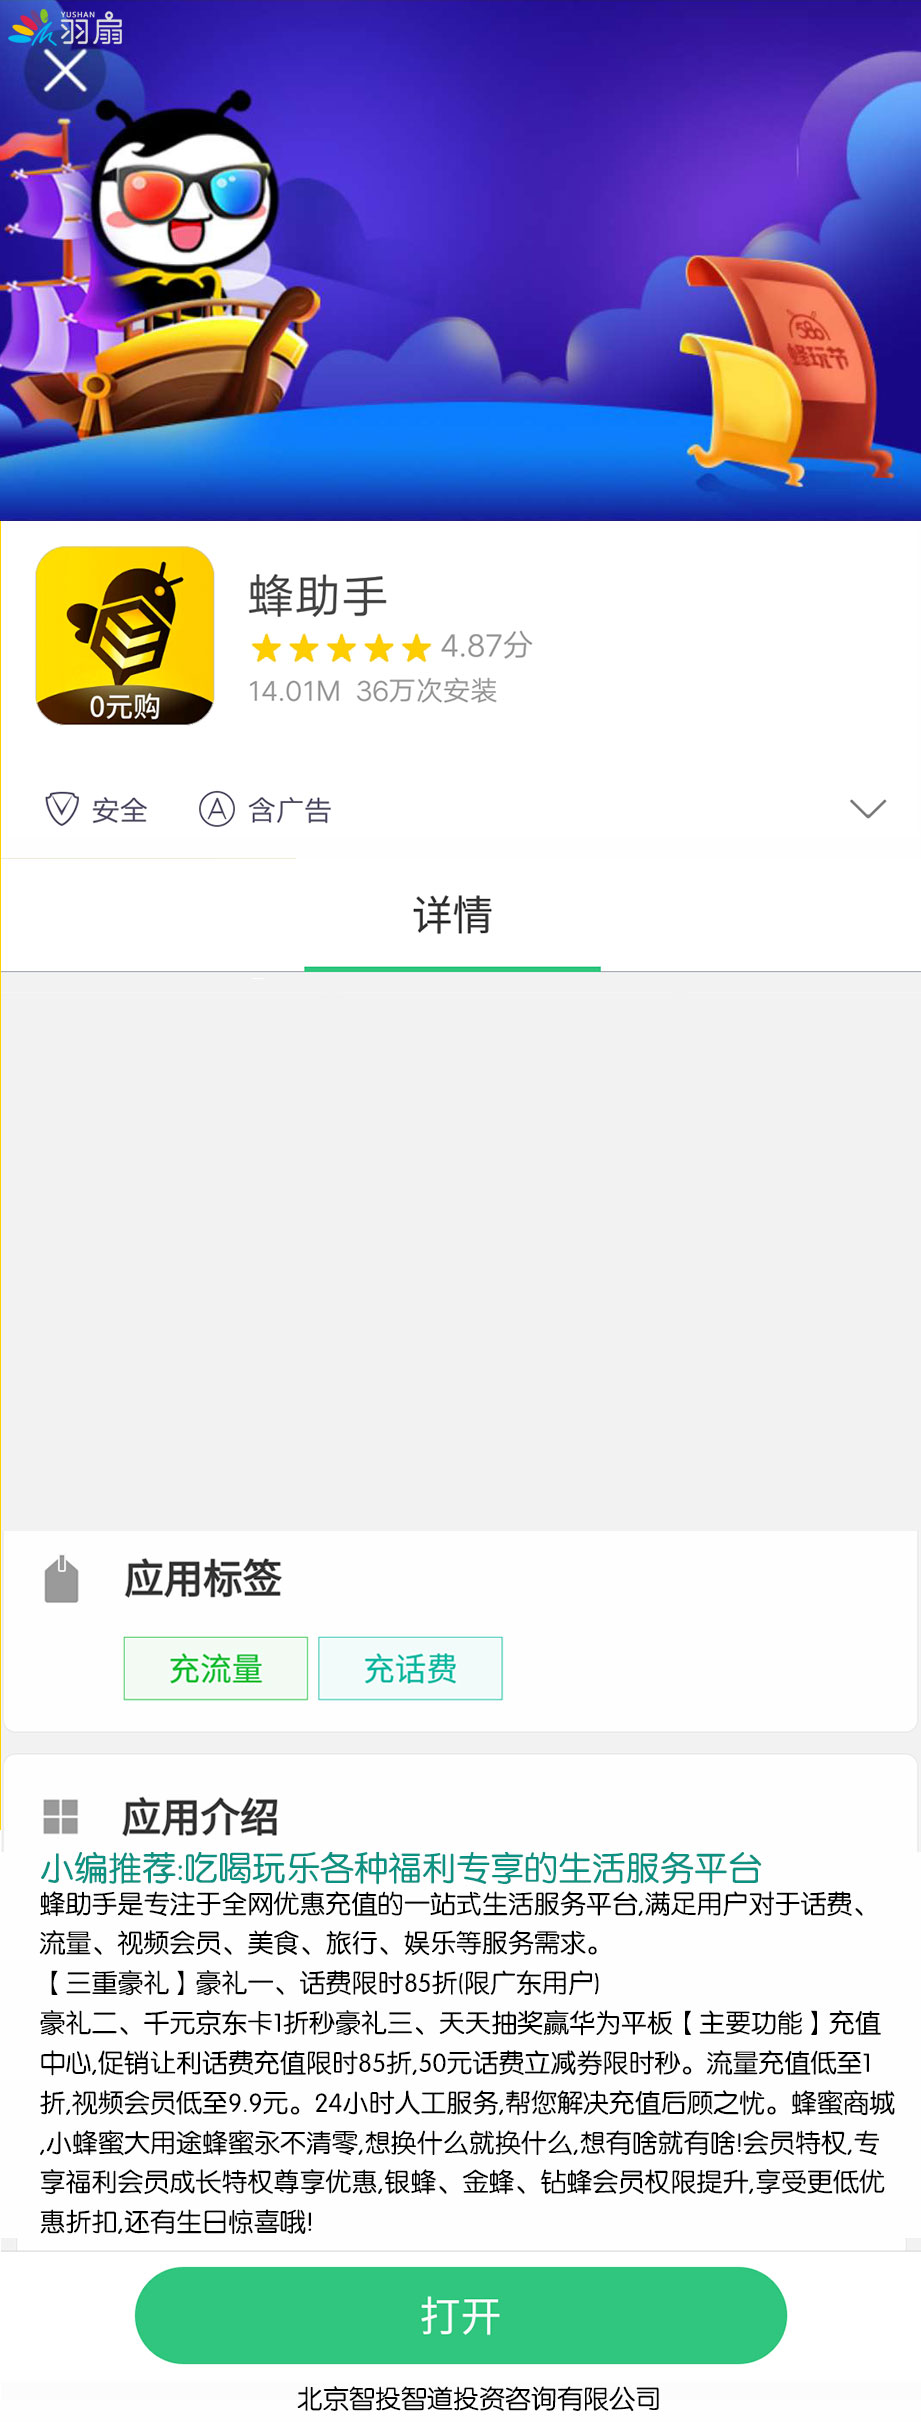 YUSHAN
羽扇
580
蜂玩节
蜂助手
4.87分
14.01M 36万次安装
0元购
安全 含广告
详情
应用标签
充流量 充话费
应用介绍
小编推荐:吃喝玩乐各种福利专享的生活服务平台
蜂助手是专注于全网优惠充值的一站式生活服务平台,满足用户对于话费、
流量、视频会员、美食、旅行、娱乐等服务需求。
【三重豪礼】豪礼一、话费限时85折(限广东用户)
豪礼二、千元京东卡1折秒豪礼三、天天抽奖赢华为平板【主要功能】充值
中心,促销让利话费充值限时85折,50元话费立减券限时秒。流量充值低至1
折,视频会员低至9.9元。24小时人工服务,帮您解决充值后顾之忧。蜂蜜商城
,小蜂蜜大用途蜂蜜永不清零,想换什么就换什么,想有啥就有啥!会员特权,专
享福利会员成长特权尊享优惠,银蜂、金蜂、钻蜂会员权限提升,享受更低优
惠折扣,还有生日惊喜哦!
打开
北京智投智道投资咨询有限公司